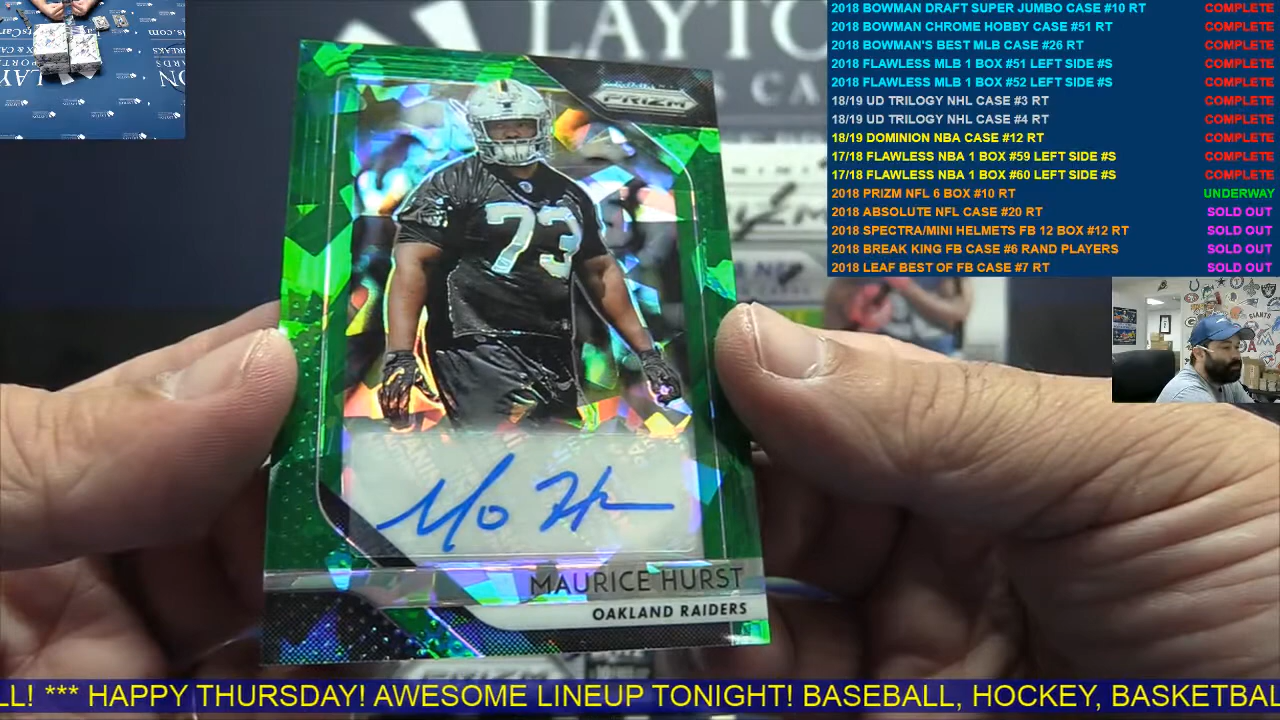 2018 BOWMAN DRAFT SUPER JUMBO CASE #10 RT COMPLETE
2018 BOWMAN CHROME HOBBY CASE #51 RT COMPLETE
2018 BOWMAN'S BEST MLB CASE #26 RT COMPLETE
2018 FLAWLESS MLB 1 BOX #51 LEFT SIDE #S COMPLETE
2018 FLAWLESS MLB 1 BOX #52 LEFT SIDE #S COMPLETE
18/19 UD TRILOGY NHL CASE #3 RT COMPLETE
18/19 UD TRILOGY NHL CASE #4 RT COMPLETE
18/19 DOMINION NBA CASE #12 RT COMPLETE
17/18 FLAWLESS NBA 1 BOX #59 LEFT SIDE #S COMPLETE
17/18 FLAWLESS NBA 1 BOX #60 LEFT SIDE #S COMPLETE
2018 PRIZM NFL 6 BOX #10 RT UNDERWAY
2018 ABSOLUTE NFL CASE #20 RT SOLD OUT
2018 SPECTRA/MINI HELMETS FB 12 BOX #12 RT SOLD OUT
2018 BREAK KING FB CASE #6 RAND PLAYERS SOLD OUT
2018 LEAF BEST OF FB CASE #7 RT SOLD OUT
LAYTO
S CA
PRIZM
73
Mo H
MAURICE HURST
OAKLAND RAIDERS
PRIZM
LL! *** HAPPY THURSDAY! AWESOME LINEUP TONIGHT! BASEBALL, HOCKEY, BASKETBAL